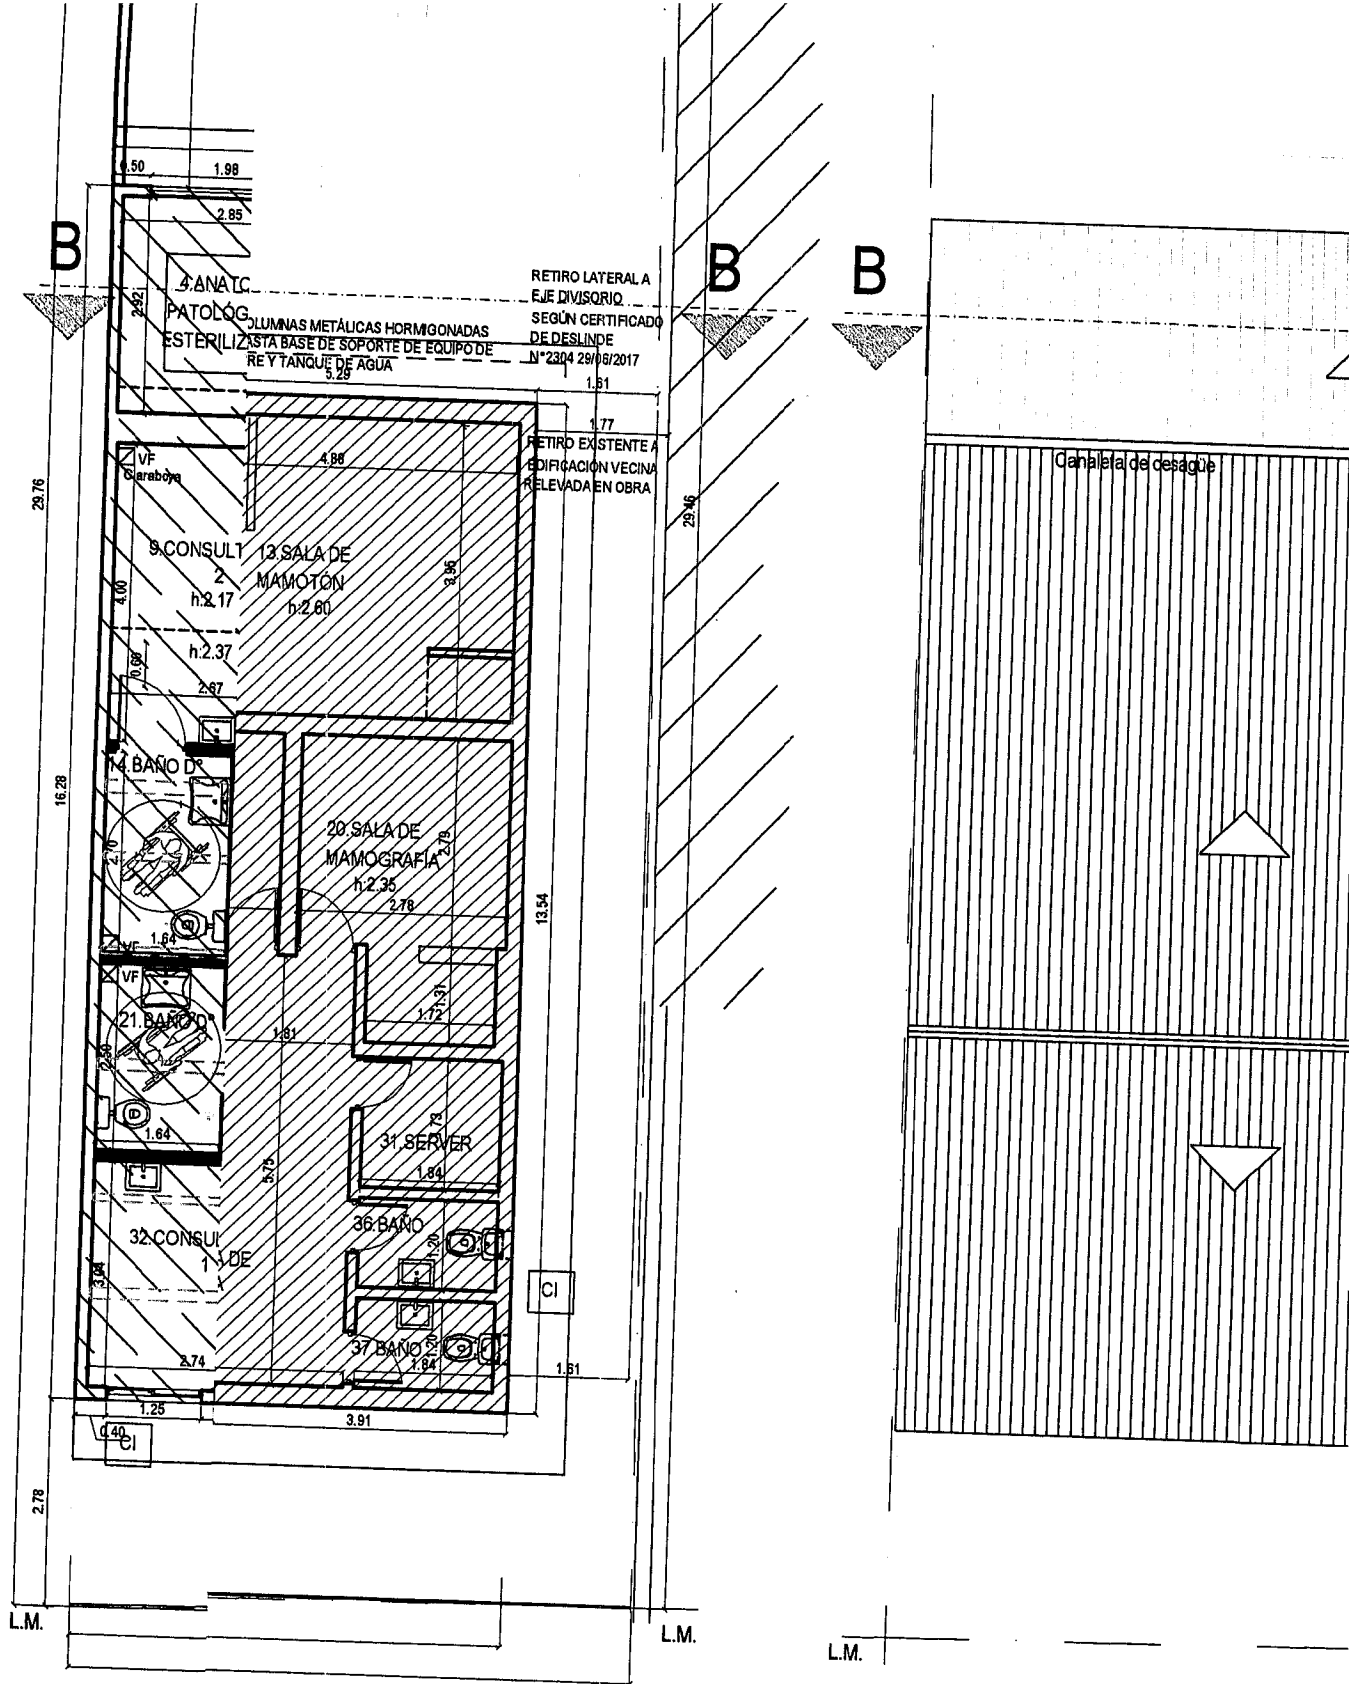 0.50
1.98
2.85
B
B
B
4.ANATO
PATOLÓG
ESTERILIZ
2.92
OLUMNAS METÁLICAS HORMIGONADAS
ASTA BASE DE SOPORTE DE EQUIPO DE
RE Y TANQUE DE AGUA
5.29
RETIRO LATERAL A
EJE DIVISORIO
SEGÚN CERTIFICADO
DE DESLINDE
N°2304 29/06/2017
1.61
1.77
RETIRO EXISTENTE A
EDIFICACIÓN VECINA
RELEVADA EN OBRA
VF
Claraboya
4.86
29.76
29.46
Canaleta de desagüe
9.CONSULT
2
h:2.17
4.00
13.SALA DE
MAMOTÓN
h:2.60
3.95
h:2.37
0.60
2.67
16.28
14.BAÑO D°
2.70
1.64
VF
20.SALA DE
MAMOGRAFÍA
h:2.35
2.79
2.78
13.54
VF
21.BAÑO D°
2.50
1.64
1.81
1.31
1.72
31.SERVER
1.84
5.75
32.CONSUL
1
DE
3.04
36.BAÑO
1.20
37.BAÑO
1.20
1.84
CI
2.74
1.61
1.25
3.91
0.40
CI
2.78
L.M.
L.M.
L.M.